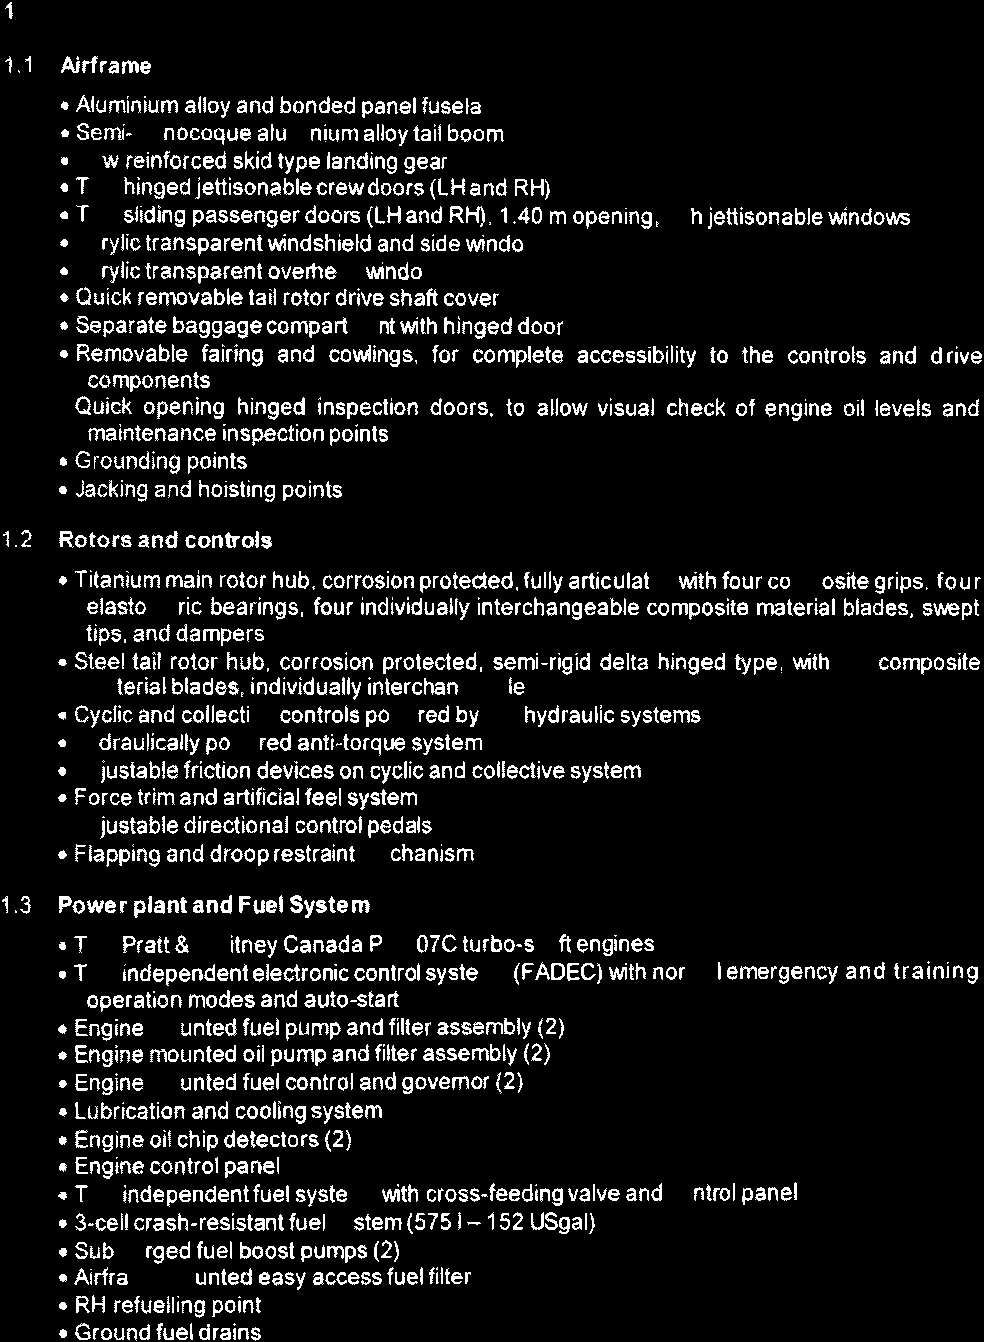 1
1.1 Airframe
• Aluminium alloy and bonded panel fusela
• Semi- nocoque alu nium alloy tail boom
• w reinforced skid type landing gear
• T hinged jettisonable crew doors (LH and RH)
• T sliding passenger doors (LH and RH), 1.40 m opening, h jettisonable windows
• rylic transparent windshield and side windo
• rylic transparent overhe windo
• Quick removable tail rotor drive shaft cover
• Separate baggage compart nt with hinged door
• Removable fairing and cowlings, for complete accessibility to the controls and drive
components
Quick opening hinged inspection doors, to allow visual check of engine oil levels and
maintenance inspection points
• Grounding points
• Jacking and hoisting points
1.2 Rotors and controls
• Titanium main rotor hub, corrosion protected, fully articulat with four co osite grips, four
elasto ric bearings, four individually interchangeable composite material blades, swept
tips, and dampers
• Steel tail rotor hub, corrosion protected, semi-rigid delta hinged type, with composite
terial blades, individually interchan le
• Cyclic and collecti controls po red by hydraulic systems
• draulically po red anti-torque system
• justable friction devices on cyclic and collective system
• Force trim and artificial feel system
justable directional control pedals
• Flapping and droop restraint chanism
1.3 Power plant and Fuel System
• T Pratt & itney Canada P 07C turbo-s ft engines
• T independent electronic control syste (FADEC) with nor l emergency and training
operation modes and auto-start
• Engine unted fuel pump and filter assembly (2)
• Engine mounted oil pump and filter assembly (2)
• Engine unted fuel control and governor (2)
• Lubrication and cooling system
• Engine oil chip detectors (2)
• Engine control panel
• T independent fuel syste with cross-feeding valve and ntrol panel
• 3-cell crash-resistant fuel stem (575 l – 152 USgal)
• Sub rged fuel boost pumps (2)
• Airfra unted easy access fuel filter
• RH refuelling point
• Ground fuel drains